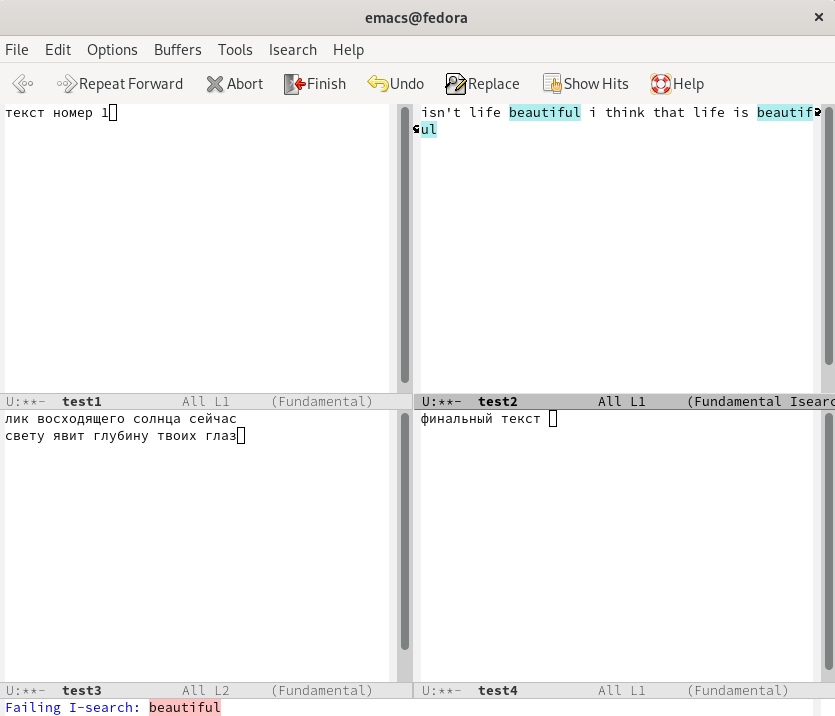 emacs@fedora
File Edit Options Buffers Tools Isearch Help
Repeat Forward Abort Finish Undo Replace Show Hits Help
текст номер 1
isn't life beautiful i think that life is beautif
ul
U:**- test1 All L1 (Fundamental)
U:**- test2 All L1 (Fundamental Isearc
лик восходящего солнца сейчас
свету явит глубину твоих глаз
финальный текст
U:**- test3 All L2 (Fundamental)
U:**- test4 All L1 (Fundamental)
Failing I-search: beautiful